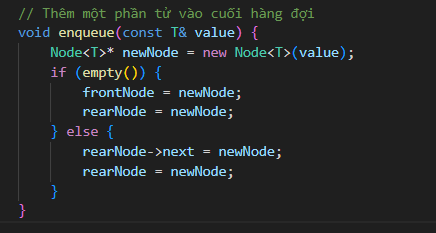 // Thêm một phần tử vào cuối hàng đợi
void enqueue(const T& value) {
    Node<T>* newNode = new Node<T>(value);
    if (empty()) {
        frontNode = newNode;
        rearNode = newNode;
    } else {
        rearNode->next = newNode;
        rearNode = newNode;
    }
}